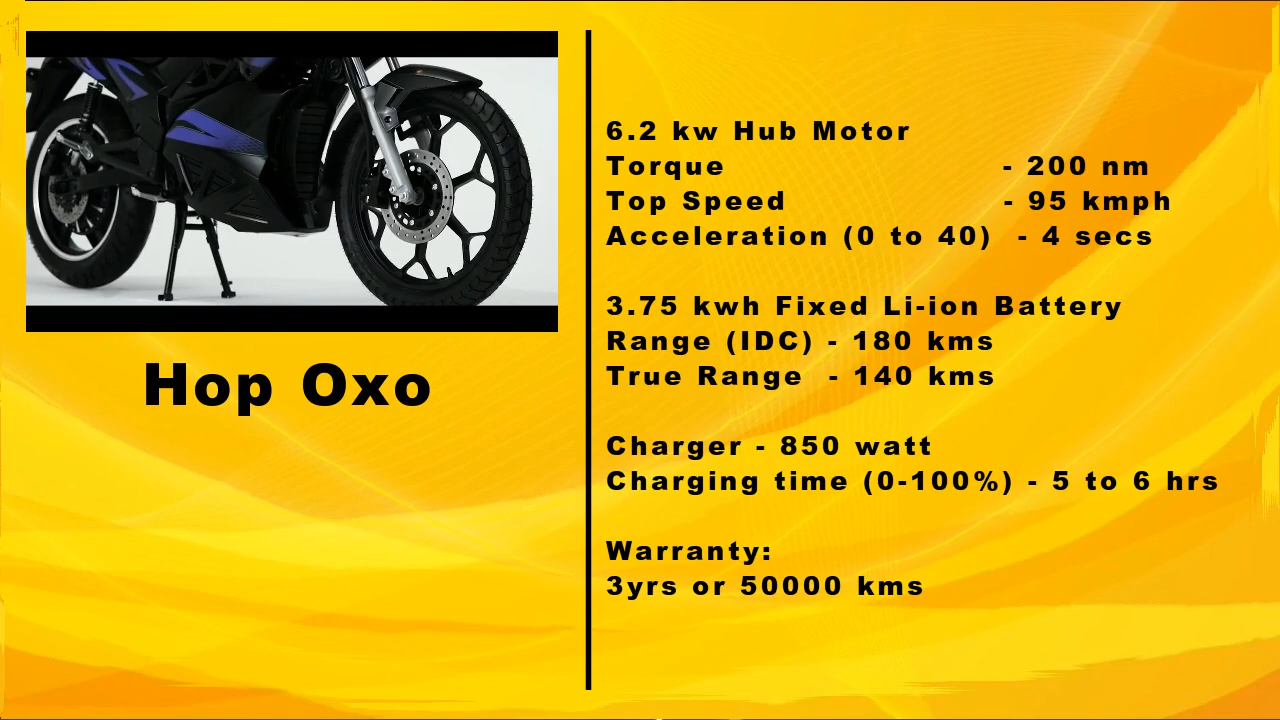 Hop Oxo
6.2 kw Hub Motor
Torque - 200 nm
Top Speed - 95 kmph
Acceleration (0 to 40) - 4 secs
3.75 kwh Fixed Li-ion Battery
Range (IDC) - 180 kms
True Range - 140 kms
Charger - 850 watt
Charging time (0-100%) - 5 to 6 hrs
Warranty:
3yrs or 50000 kms